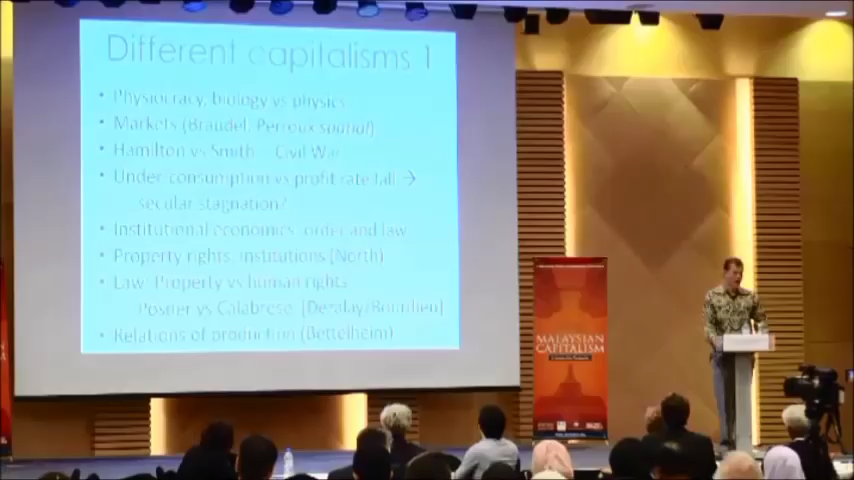 Different capitalisms 1
• Physiocracy, biology vs physics
• Markets (Braudel, Perroux spatial)
• Hamilton vs Smith – Civil War
• Under consumption vs profit rate fall →
secular stagnation?
• Institutional economics, order and law
• Property rights, institutions (North)
• Law: Property vs human rights
Posner vs Calabrese [Dezalay/Bourdieu]
• Relations of production (Bettelheim)
MALAYSIAN
CAPITALISM